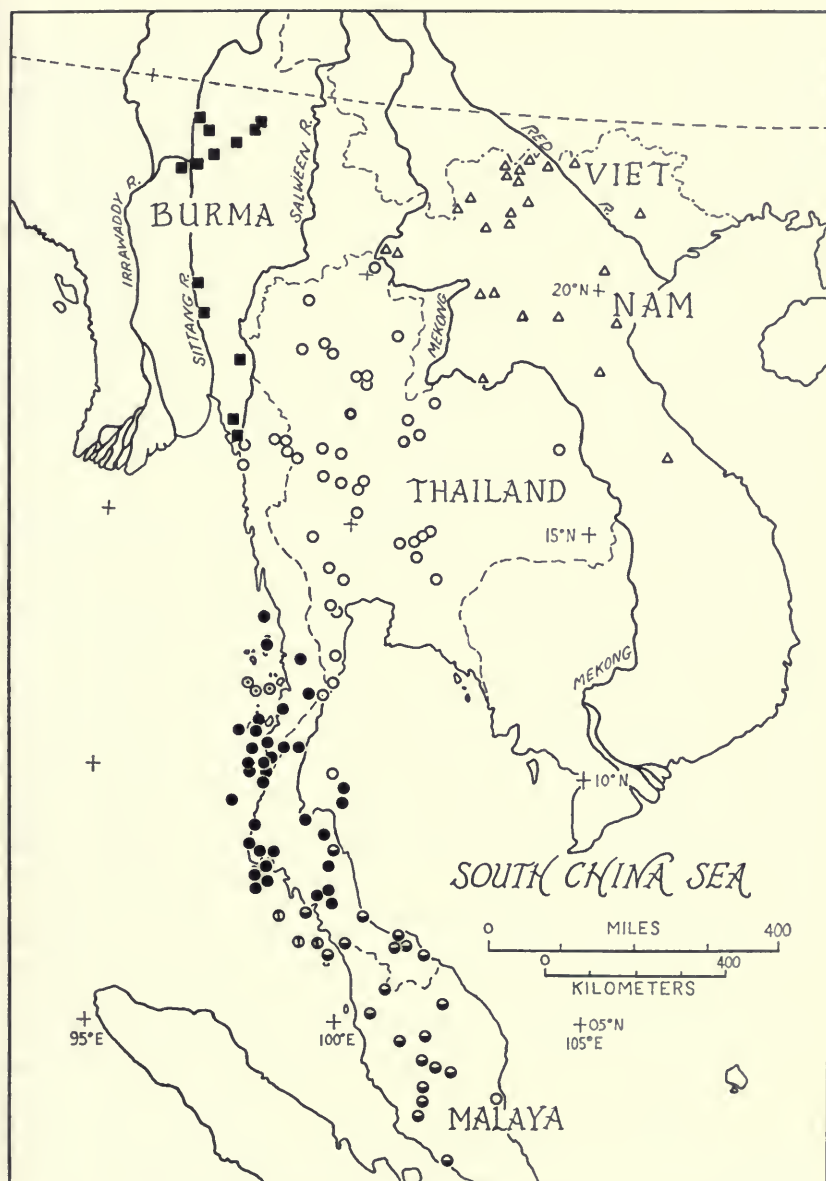 RED
R.
VIET
SALWEEN R.
IRRAWADDY R.
BURMA
SITTANG R.
20°N
NAM
MEKONG
THAILAND
15°N
MEKONG
10°N
SOUTH CHINA SEA
0 MILES 400
0 400
KILOMETERS
95°E
100°E
05°N
105°E
MALAYA